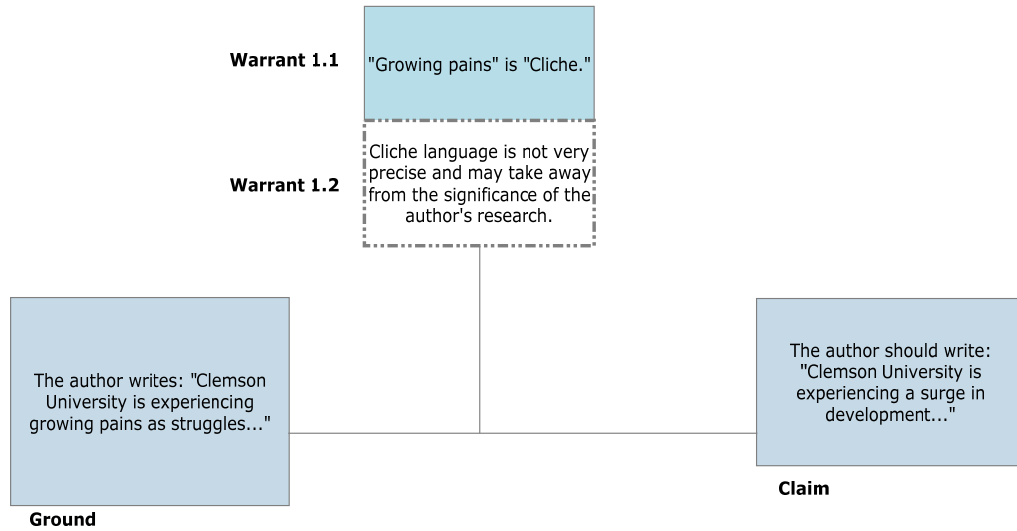 Warrant 1.1
"Growing pains" is "Cliche."
Warrant 1.2
Cliche language is not very
precise and may take away
from the significance of the
author's research.
The author writes: "Clemson
University is experiencing
growing pains as struggles..."
Ground
The author should write:
"Clemson University is
experiencing a surge in
development..."
Claim